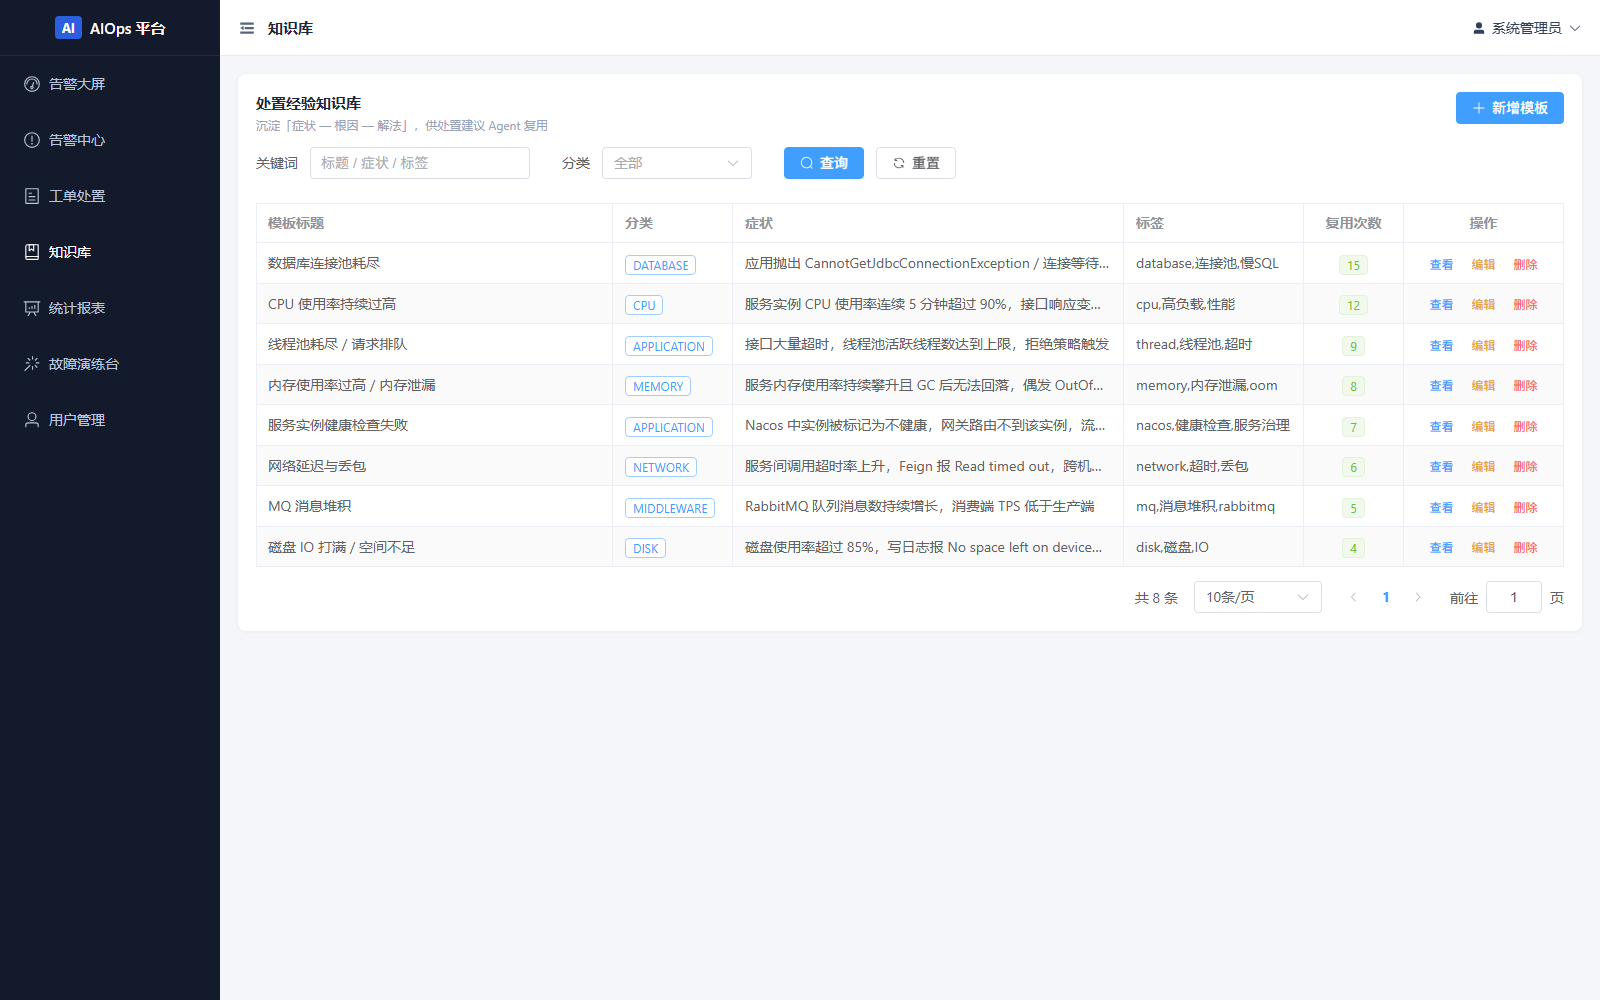 AI AIOps 平台
告警大屏
告警中心
工单处置
知识库
统计报表
故障演练台
用户管理
知识库
系统管理员
处置经验知识库
沉淀「症状 — 根因 — 解法」，供处置建议 Agent 复用
新增模板
关键词 标题 / 症状 / 标签 分类 全部 查询 重置
模板标题 分类 症状 标签 复用次数 操作
数据库连接池耗尽 DATABASE 应用抛出 CannotGetJdbcConnectionException / 连接等待... database,连接池,慢SQL 15 查看 编辑 删除
CPU 使用率持续过高 CPU 服务实例 CPU 使用率连续 5 分钟超过 90%，接口响应变... cpu,高负载,性能 12 查看 编辑 删除
线程池耗尽 / 请求排队 APPLICATION 接口大量超时，线程池活跃线程数达到上限，拒绝策略触发 thread,线程池,超时 9 查看 编辑 删除
内存使用率过高 / 内存泄漏 MEMORY 服务内存使用率持续攀升且 GC 后无法回落，偶发 OutOf... memory,内存泄漏,oom 8 查看 编辑 删除
服务实例健康检查失败 APPLICATION Nacos 中实例被标记为不健康，网关路由不到该实例，流... nacos,健康检查,服务治理 7 查看 编辑 删除
网络延迟与丢包 NETWORK 服务间调用超时率上升，Feign 报 Read timed out，跨机... network,超时,丢包 6 查看 编辑 删除
MQ 消息堆积 MIDDLEWARE RabbitMQ 队列消息数持续增长，消费端 TPS 低于生产端 mq,消息堆积,rabbitmq 5 查看 编辑 删除
磁盘 IO 打满 / 空间不足 DISK 磁盘使用率超过 85%，写日志报 No space left on device... disk,磁盘,IO 4 查看 编辑 删除
共 8 条 10条/页 1 前往 1 页